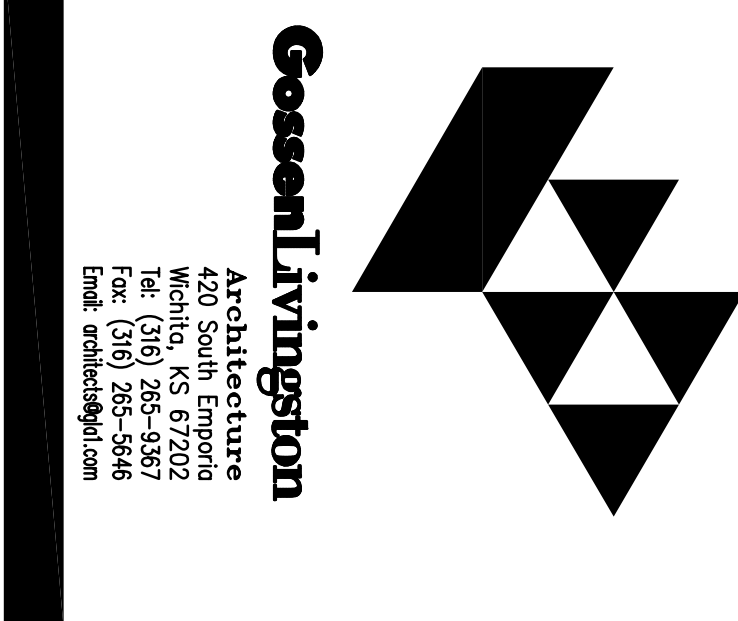 GossenLivingston
Architecture
420 South Emporia
Wichita, KS 67202
Tel: (316) 265-9367
Fax: (316) 265-5646
Email: architects@gla1.com